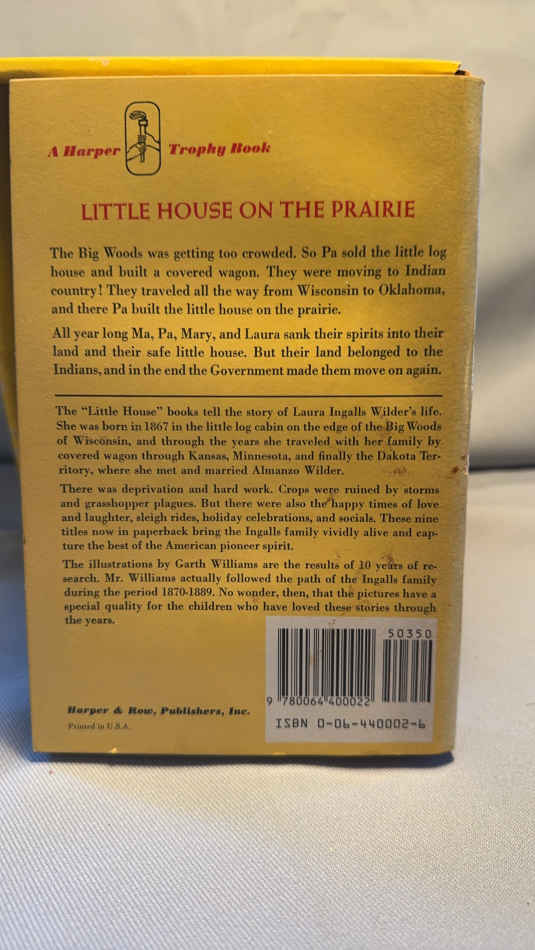 A Harper Trophy Book
LITTLE HOUSE ON THE PRAIRIE
The Big Woods was getting too crowded. So Pa sold the little log
house and built a covered wagon. They were moving to Indian
country! They traveled all the way from Wisconsin to Oklahoma,
and there Pa built the little house on the prairie.
All year long Ma, Pa, Mary, and Laura sank their spirits into their
land and their safe little house. But their land belonged to the
Indians, and in the end the Government made them move on again.
The "Little House" books tell the story of Laura Ingalls Wilder's life.
She was born in 1867 in the little log cabin on the edge of the Big Woods
of Wisconsin, and through the years she traveled with her family by
covered wagon through Kansas, Minnesota, and finally the Dakota Ter-
ritory, where she met and married Almanzo Wilder.
There was deprivation and hard work. Crops were ruined by storms
and grasshopper plagues. But there were also the happy times of love
and laughter, sleigh rides, holiday celebrations, and socials. These nine
titles now in paperback bring the Ingalls family vividly alive and cap-
ture the best of the American pioneer spirit.
The illustrations by Garth Williams are the results of 10 years of re-
search. Mr. Williams actually followed the path of the Ingalls family
during the period 1870-1889. No wonder, then, that the pictures have a
special quality for the children who have loved these stories through
the years.
50350
9 780064 400022
ISBN 0-06-440002-6
Harper & Row, Publishers, Inc.
Printed in U.S.A.